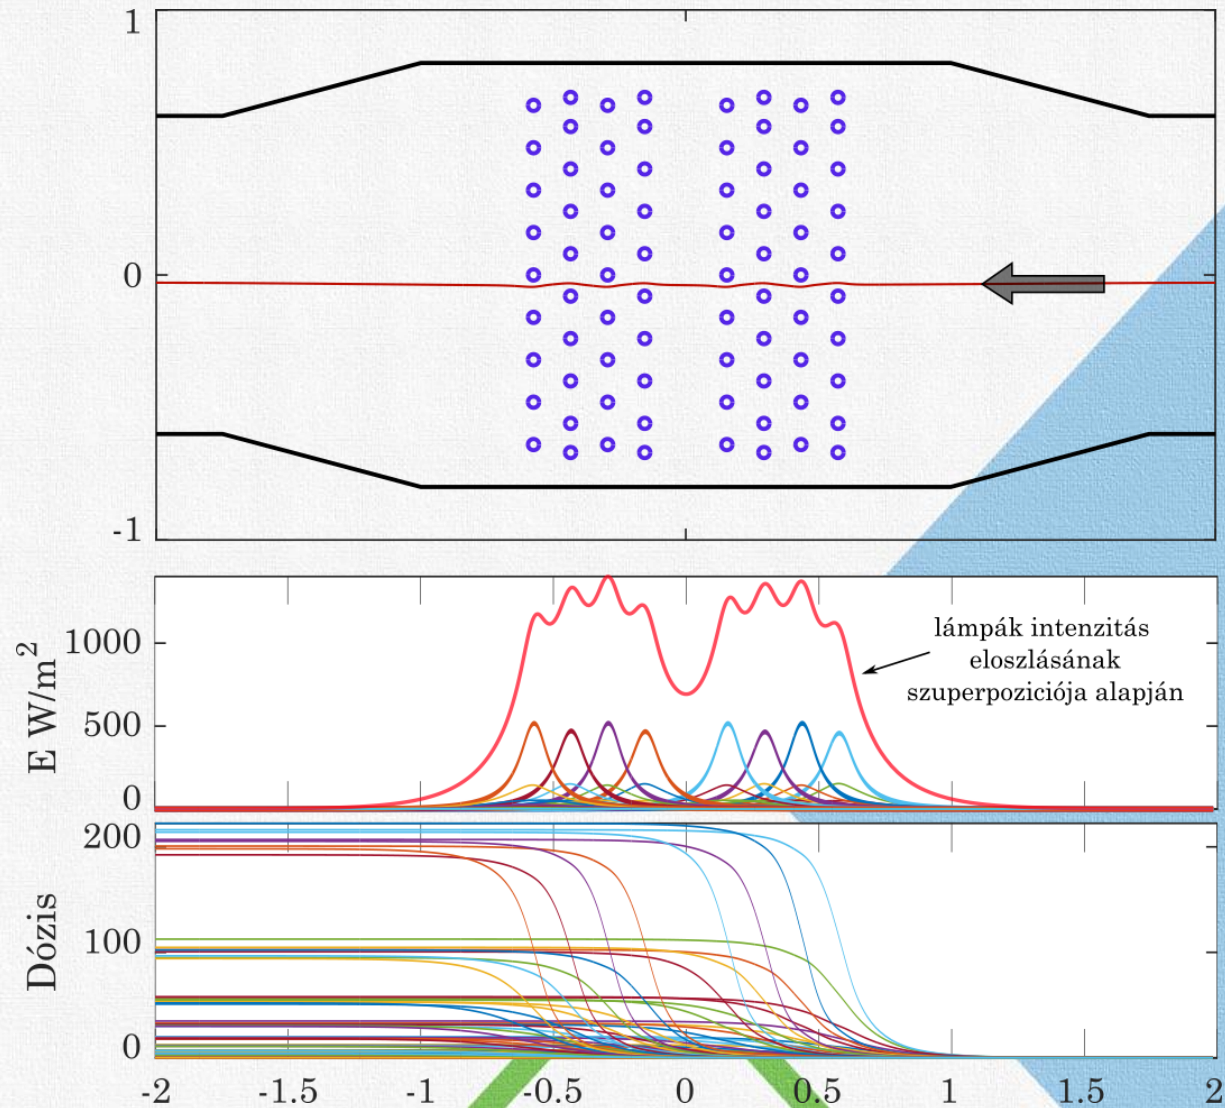 1
0
-1
E W/m²
1000
500
0
lámpák intenzitás
eloszlásának
szuperpoziciója alapján
Dózis
200
100
0
-2 -1.5 -1 -0.5 0 0.5 1 1.5 2